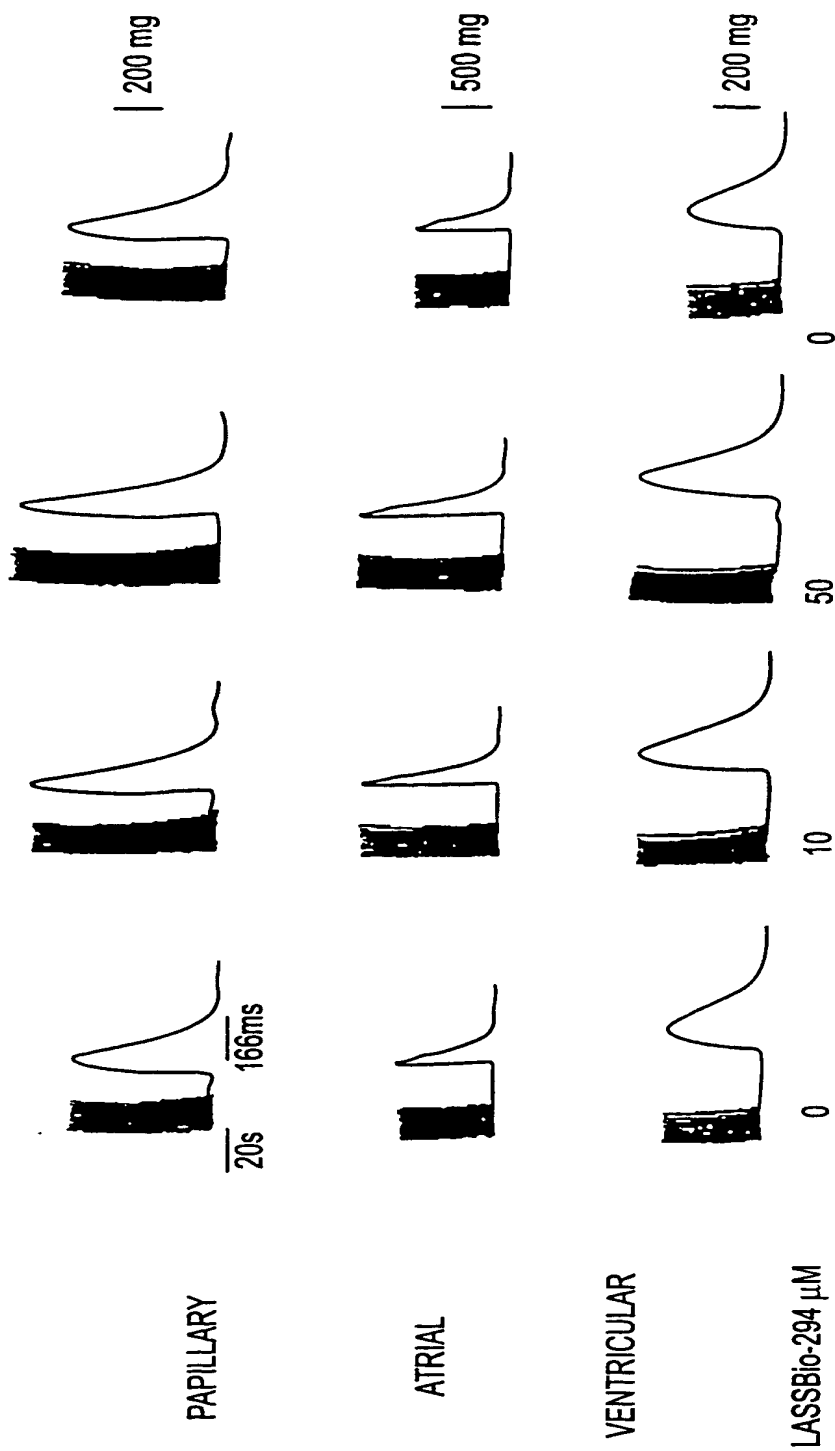 PAPILLARY
20s
166ms
200 mg
ATRIAL
500 mg
VENTRICULAR
200 mg
LASSBio-294 µM
0
10
50
0